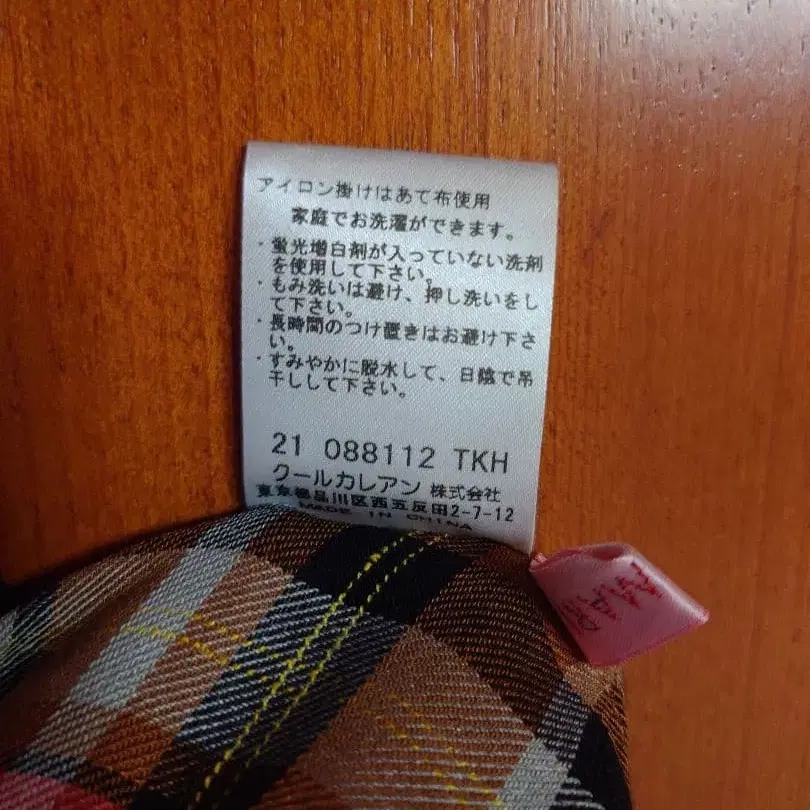 アイロン掛けはあて布使用
家庭でお洗濯ができます。
・蛍光増白剤が入っていない洗剤
を使用して下さい。
・もみ洗いは避け、押し洗いをし
て下さい。
・長時間のつけ置きはお避け下さ
い。
・すみやかに脱水して、日陰で吊
干しして下さい。
21 088112 TKH
クールカレアン 株式会社
東京都品川区西五反田2-7-12
MADE IN CHINA